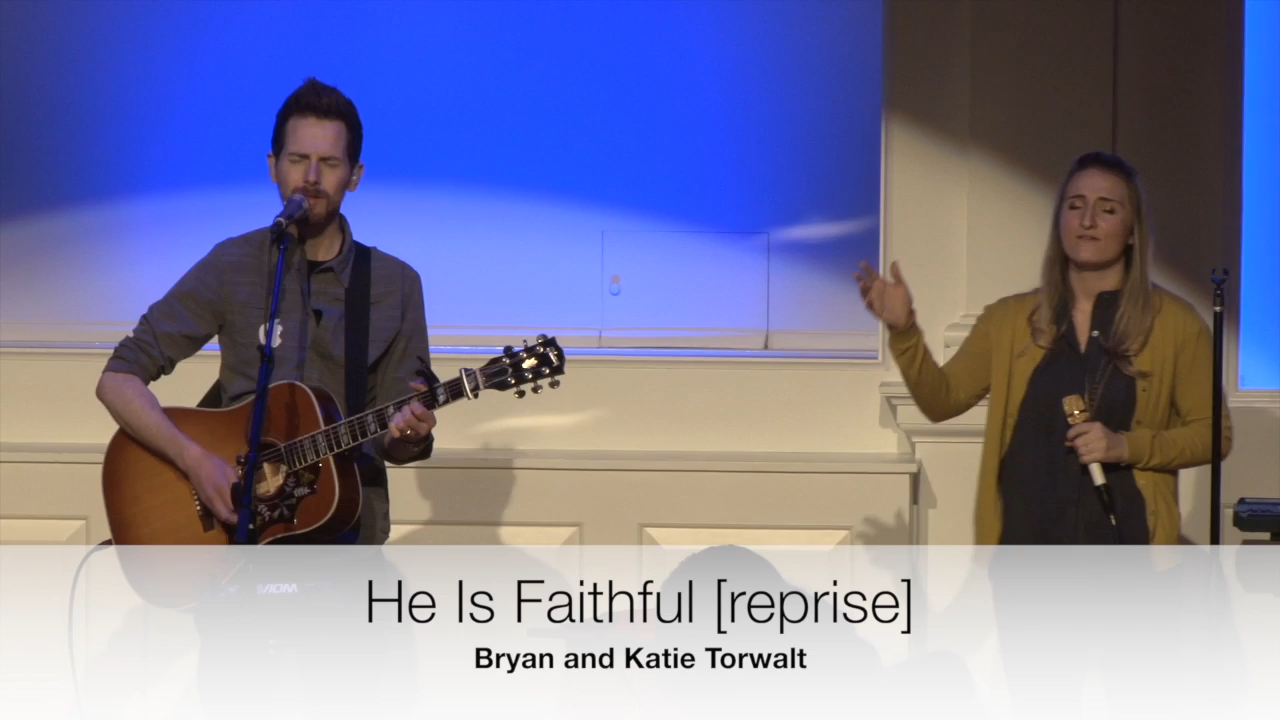 He Is Faithful [reprise]
Bryan and Katie Torwalt